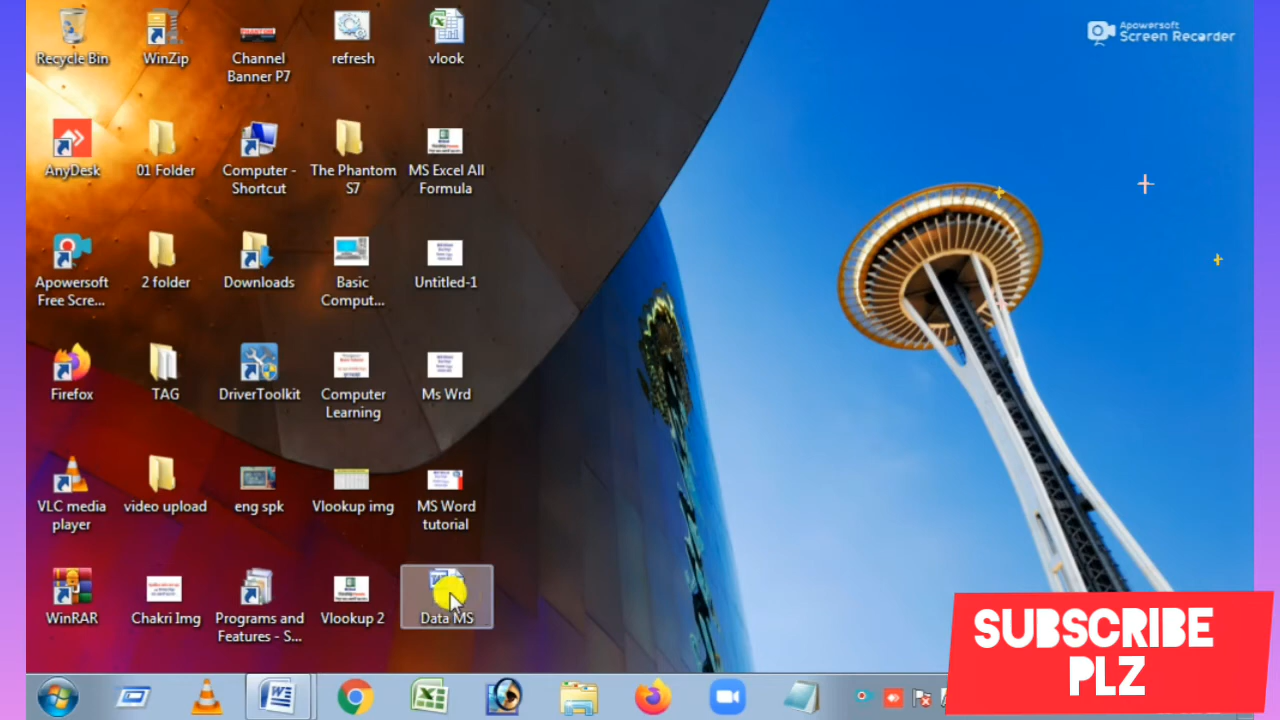 Apowersoft
Screen Recorder
Recycle Bin
WinZip
Channel
Banner P7
refresh
vlook
AnyDesk
01 Folder
Computer -
Shortcut
The Phantom
S7
MS Excel All
Formula
Apowersoft
Free Scre...
2 folder
Downloads
Basic
Comput...
Untitled-1
Firefox
TAG
DriverToolkit
Computer
Learning
Ms Wrd
VLC media
player
video upload
eng spk
Vlookup img
MS Word
tutorial
WinRAR
Chakri Img
Programs and
Features - S...
Vlookup 2
Data MS
SUBSCRIBE
PLZ